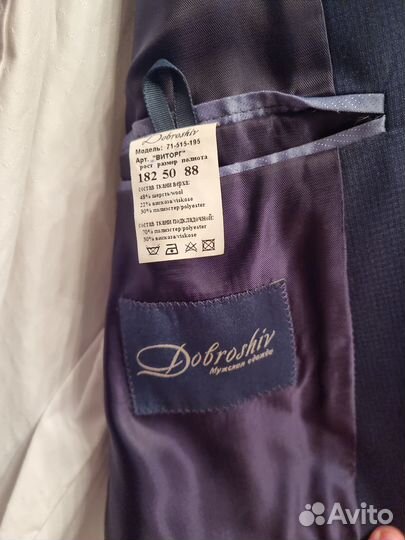 Dobroshiv
Модель: 71-515-195
Арт. "ВИТОРГ"
рост размер полнота
182 50 88
состав ткани верха:
48% шерсть/wool
22% вискоза/viskose
30% полиэстер polyester
состав ткани подкладочной:
70% полиэстер polyester
30% вискоза/viskose
Dobroshiv
Мужская одежда
Avito